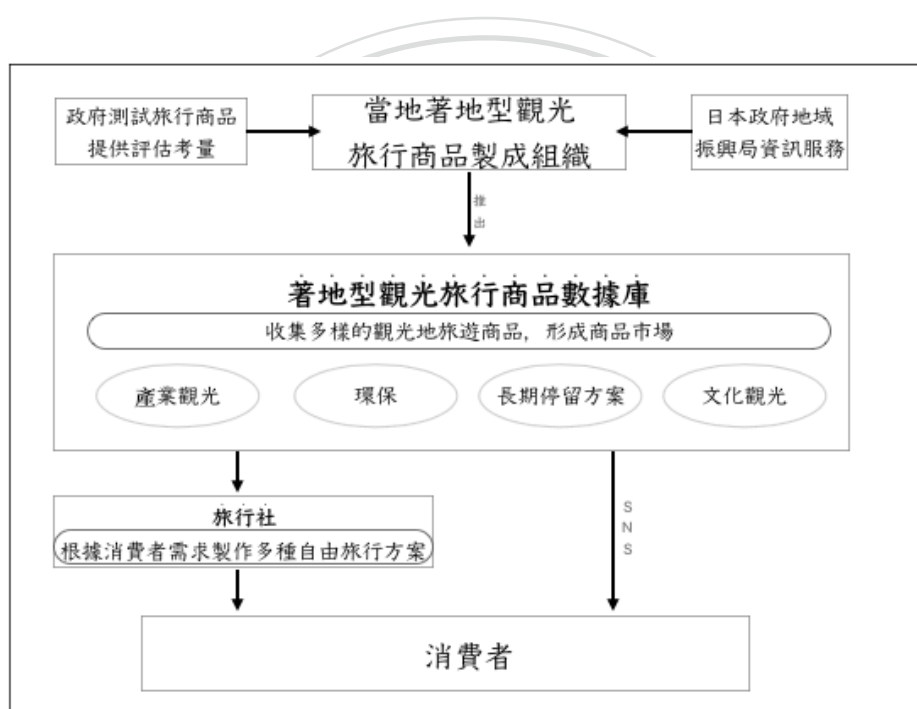 政府測試旅行商品
提供評估考量
當地著地型觀光
旅行商品製成組織
日本政府地域
振興局資訊服務
推
出
著地型觀光旅行商品數據庫
收集多樣的觀光地旅遊商品，形成商品市場
產業觀光
環保
長期停留方案
文化觀光
旅行社
根據消費者需求製作多種自由旅行方案
S
N
S
消費者